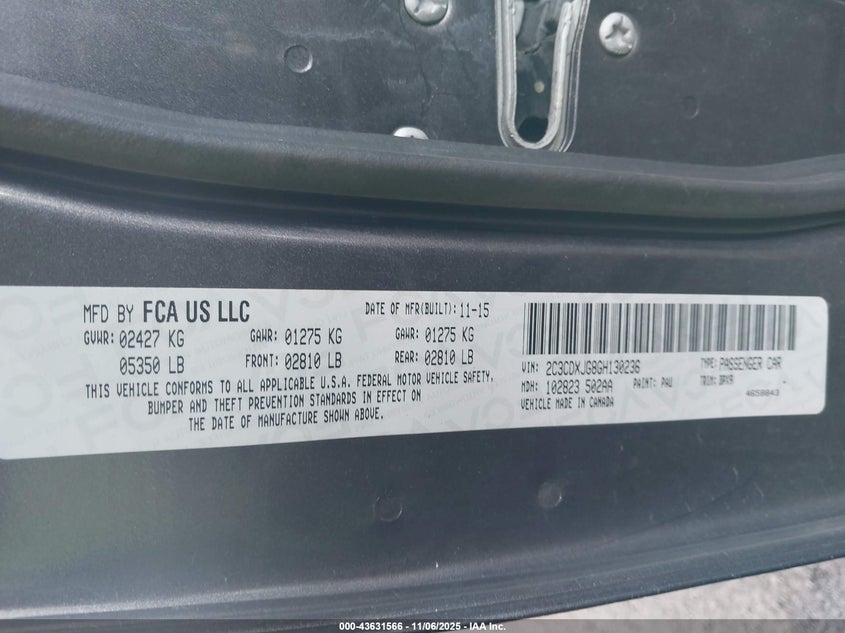 MFD BY FCA US LLC
DATE OF MFR(BUILT): 11-15
GVWR: 02427 KG
GAWR: 01275 KG
GAWR: 01275 KG
05350 LB
FRONT: 02810 LB
REAR: 02810 LB
THIS VEHICLE CONFORMS TO ALL APPLICABLE U.S.A. FEDERAL MOTOR VEHICLE SAFETY,
BUMPER AND THEFT PREVENTION STANDARDS IN EFFECT ON
THE DATE OF MANUFACTURE SHOWN ABOVE.
VIN: 2C3CDXJG8GH130236
TYPE: PASSENGER CAR
MDH: 102823 502AA
PAINT: PAU
TRIM:
VEHICLE MADE IN CANADA
4658843
000-43631566 | 11/06/2025 - IAA Inc.